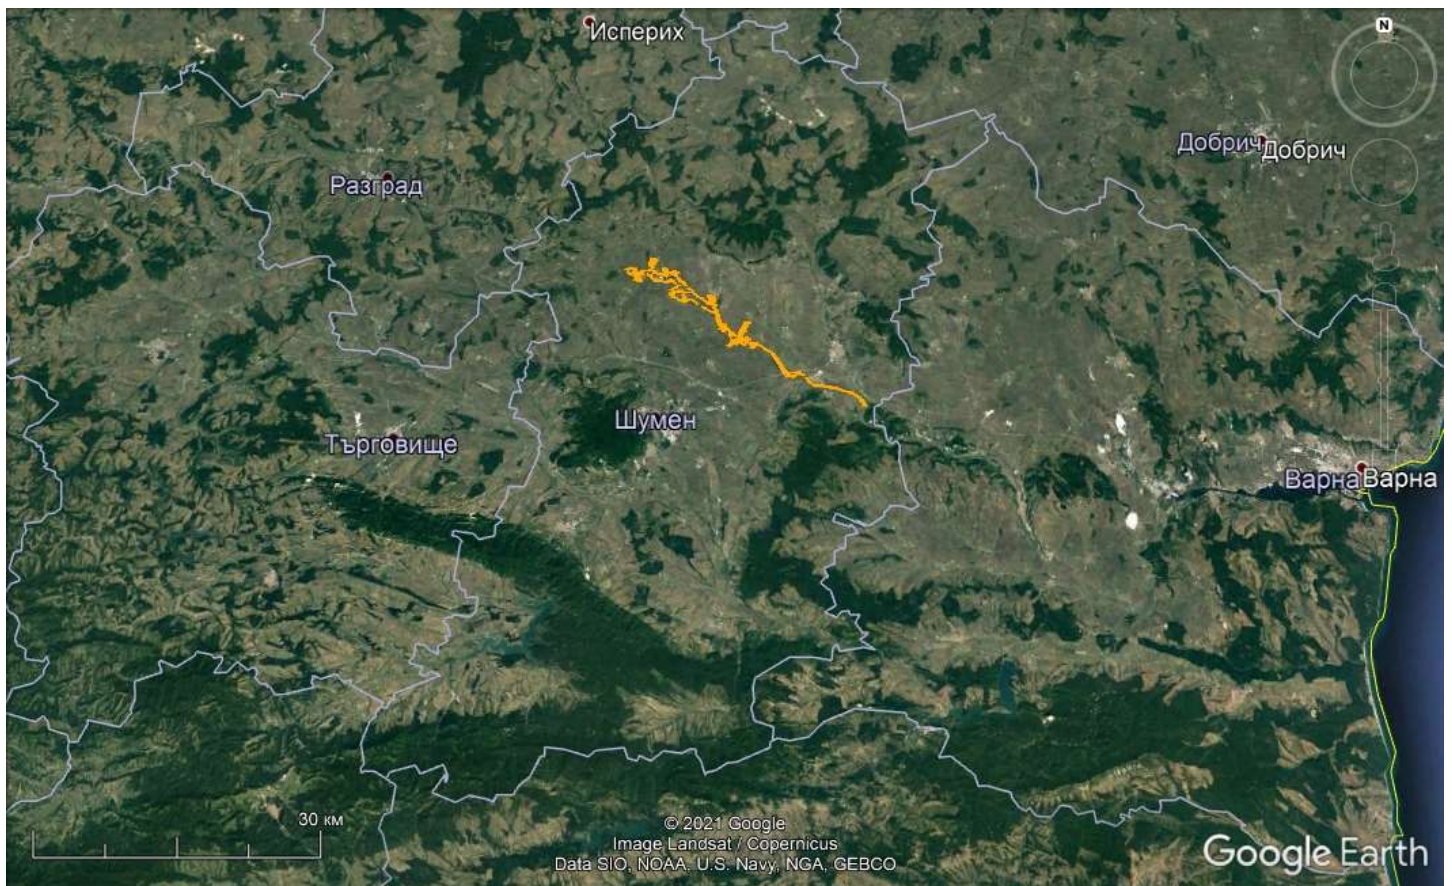 Исперих
N
Добрич Добрич
Разград
Шумен
Търговище
Варна Варна
30 км
© 2021 Google
Image Landsat / Copernicus
Data SIO, NOAA, U.S. Navy, NGA, GEBCO
Google Earth